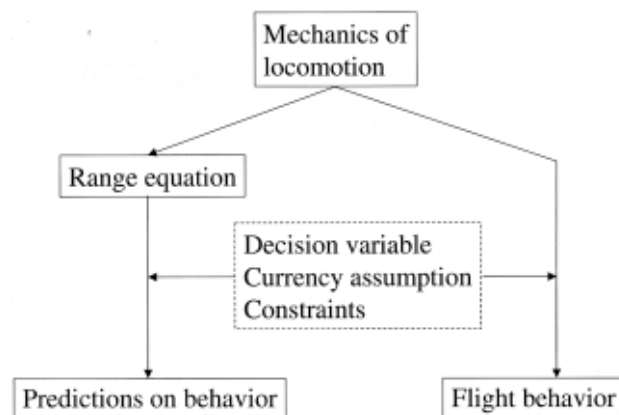 Mechanics of
locomotion
Range equation
Decision variable
Currency assumption
Constraints
Predictions on behavior
Flight behavior